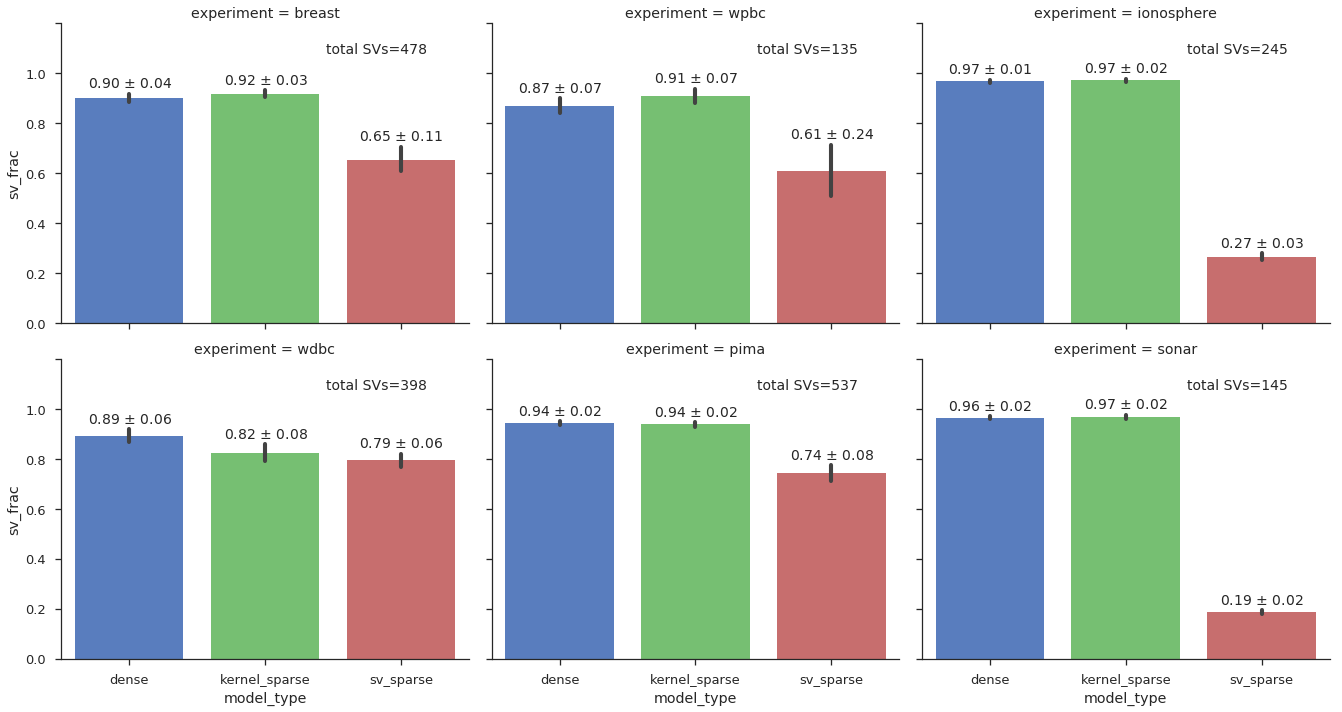 experiment = breast
experiment = wpbc
experiment = ionosphere
total SVs=478
total SVs=135
total SVs=245
sv_frac
1.0
0.8
0.6
0.4
0.2
0.0
0.90 ± 0.04
0.92 ± 0.03
0.65 ± 0.11
0.87 ± 0.07
0.91 ± 0.07
0.61 ± 0.24
0.97 ± 0.01
0.97 ± 0.02
0.27 ± 0.03
experiment = wdbc
experiment = pima
experiment = sonar
total SVs=398
total SVs=537
total SVs=145
sv_frac
1.0
0.8
0.6
0.4
0.2
0.0
0.89 ± 0.06
0.82 ± 0.08
0.79 ± 0.06
0.94 ± 0.02
0.94 ± 0.02
0.74 ± 0.08
0.96 ± 0.02
0.97 ± 0.02
0.19 ± 0.02
dense
kernel_sparse
sv_sparse
dense
kernel_sparse
sv_sparse
dense
kernel_sparse
sv_sparse
model_type
model_type
model_type